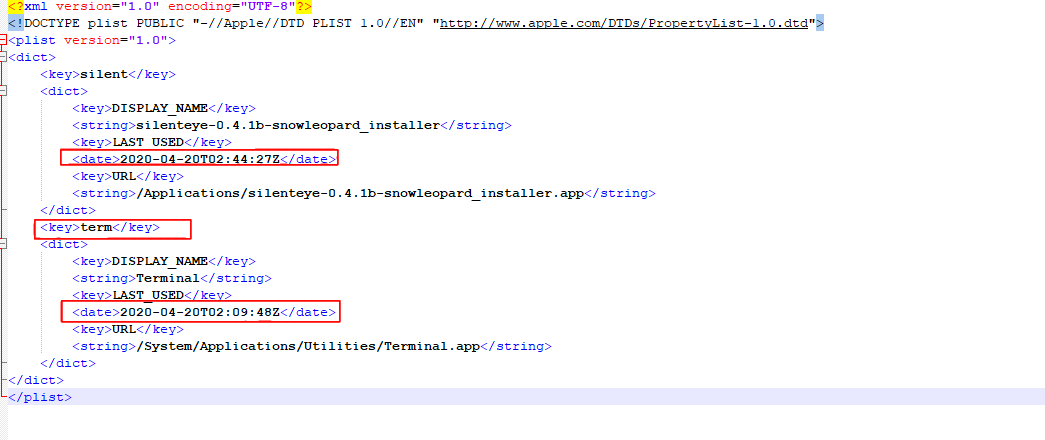 <?xml version="1.0" encoding="UTF-8"?>
<!DOCTYPE plist PUBLIC "-//Apple//DTD PLIST 1.0//EN" "http://www.apple.com/DTDs/PropertyList-1.0.dtd">
<plist version="1.0">
<dict>
<key>silent</key>
<dict>
<key>DISPLAY_NAME</key>
<string>silenteye-0.4.1b-snowleopard_installer</string>
<key>LAST_USED</key>
<date>2020-04-20T02:44:27Z</date>
<key>URL</key>
<string>/Applications/silenteye-0.4.1b-snowleopard_installer.app</string>
</dict>
<key>term</key>
<dict>
<key>DISPLAY_NAME</key>
<string>Terminal</string>
<key>LAST_USED</key>
<date>2020-04-20T02:09:48Z</date>
<key>URL</key>
<string>/System/Applications/Utilities/Terminal.app</string>
</dict>
</dict>
</plist>